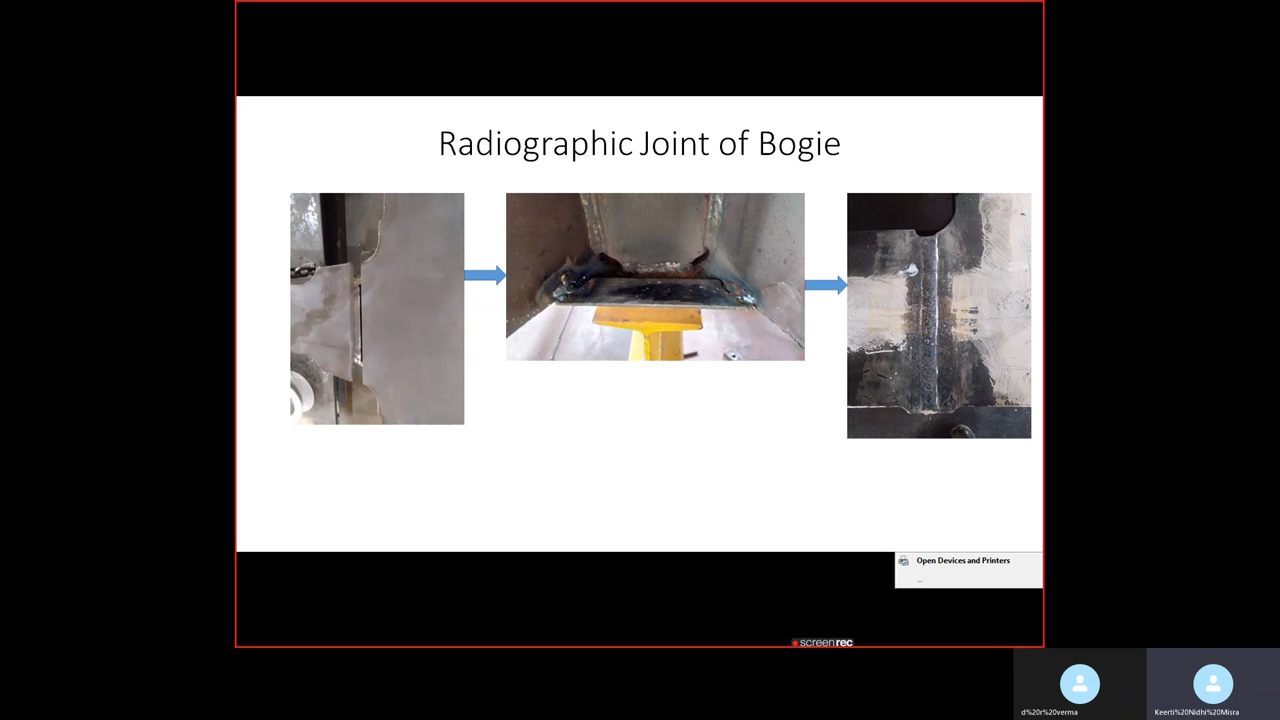 Radiographic Joint of Bogie
Open Devices and Printers
...
screenrec
d%20r%20verma
Keerti%20Nidhi%20Misra